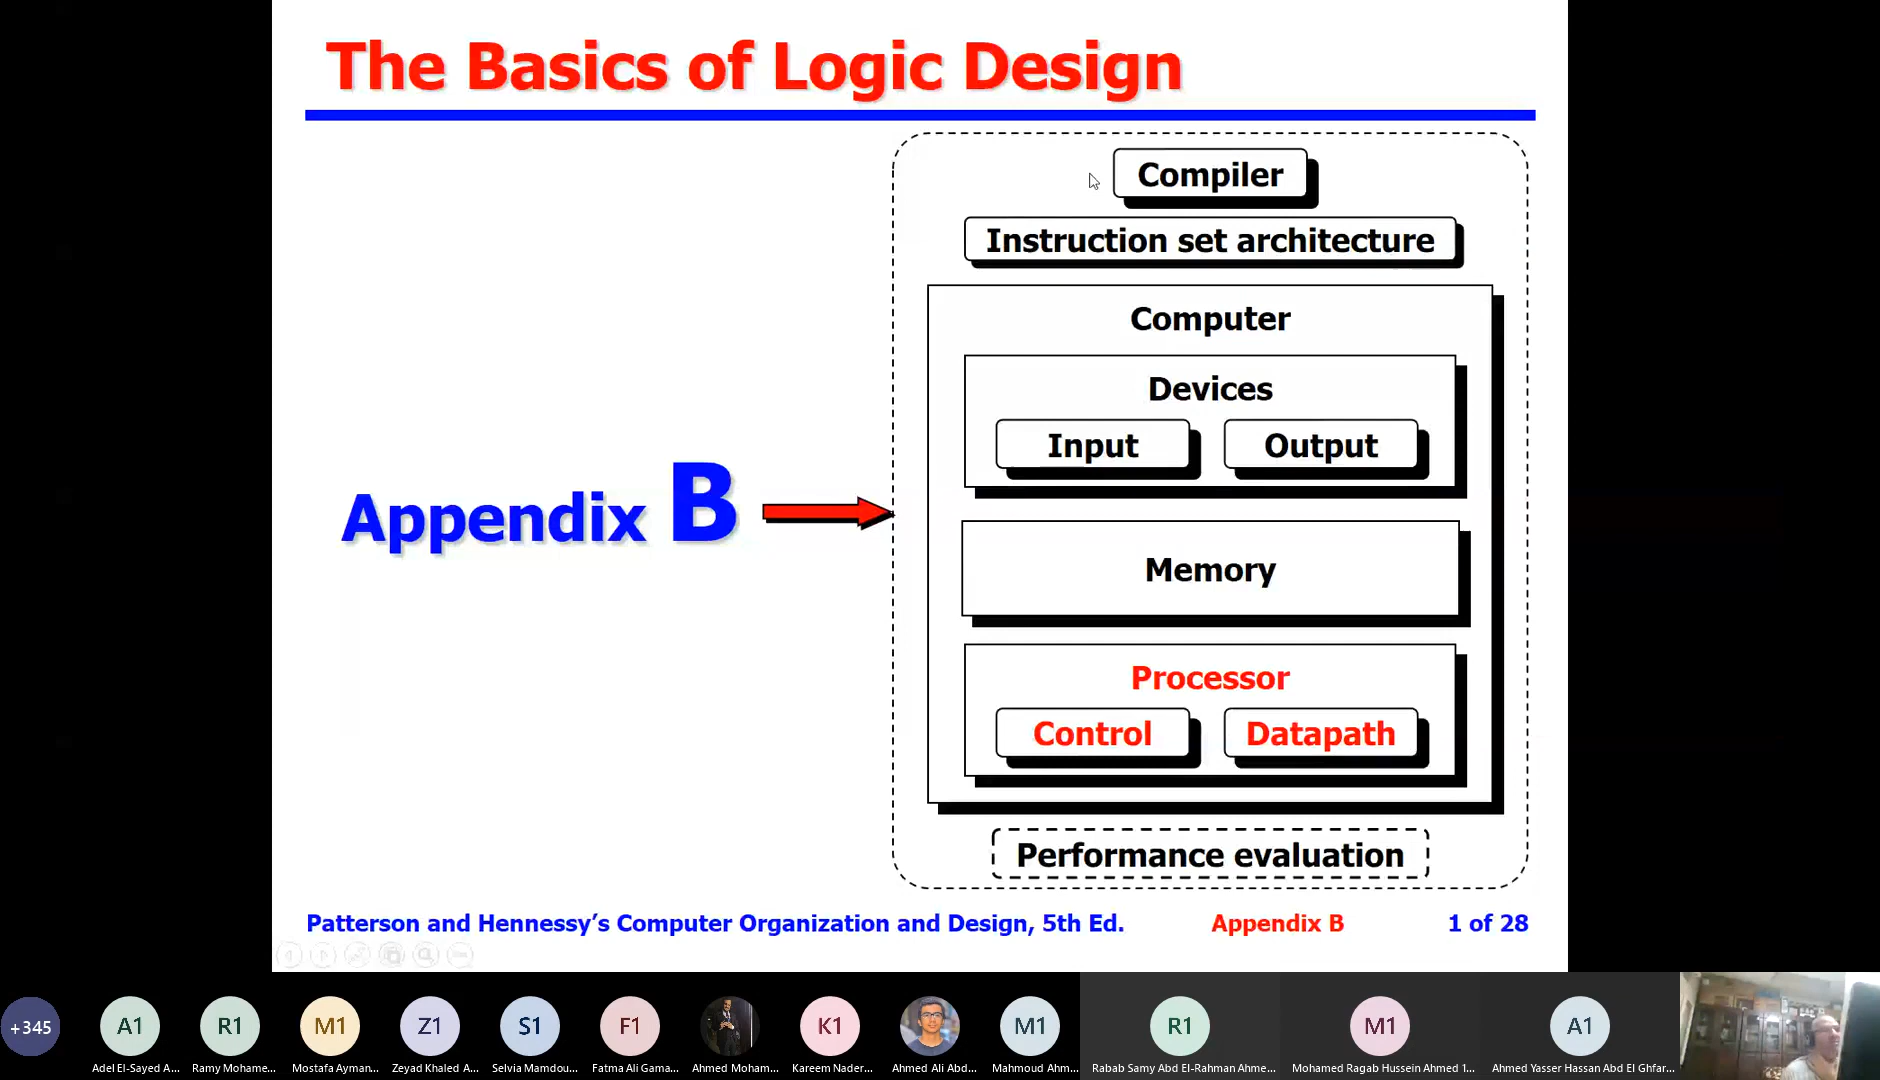 The Basics of Logic Design
Compiler
Instruction set architecture
Computer
Devices
Input Output
Appendix B
Memory
Processor
Control Datapath
Performance evaluation
Patterson and Hennessy’s Computer Organization and Design, 5th Ed. Appendix B 1 of 28
+345 A1 R1 M1 Z1 S1 F1 K1 M1 R1 M1 A1
Adel El-Sayed A... Ramy Mohame... Mostafa Ayman... Zeyad Khaled A... Selvia Mamdou... Fatma Ali Gama... Ahmed Moham... Kareem Nader... Ahmed Ali Abd... Mahmoud Ahm... Rabab Samy Abd El-Rahman Ahme... Mohamed Ragab Hussein Ahmed 1... Ahmed Yasser Hassan Abd El Ghfar...